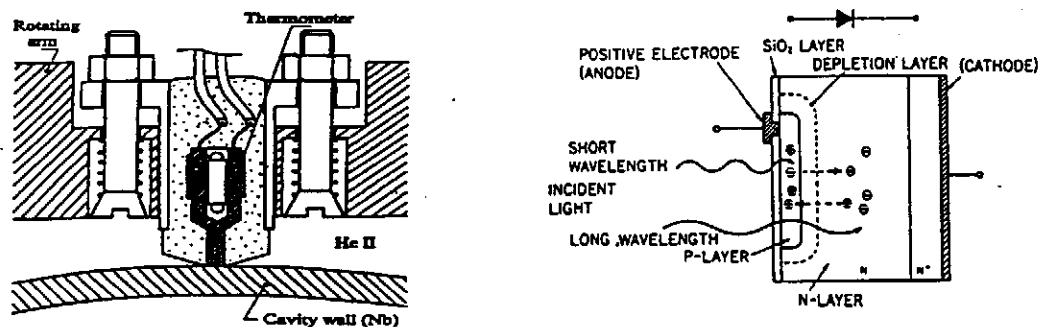 Rotating
arm
Thermometer
He II
Cavity wall (Nb)
POSITIVE ELECTRODE
(ANODE)
SiO₂ LAYER
DEPLETION LAYER
(CATHODE)
SHORT
WAVELENGTH
INCIDENT
LIGHT
LONG WAVELENGTH
P-LAYER
N
N⁺
N-LAYER